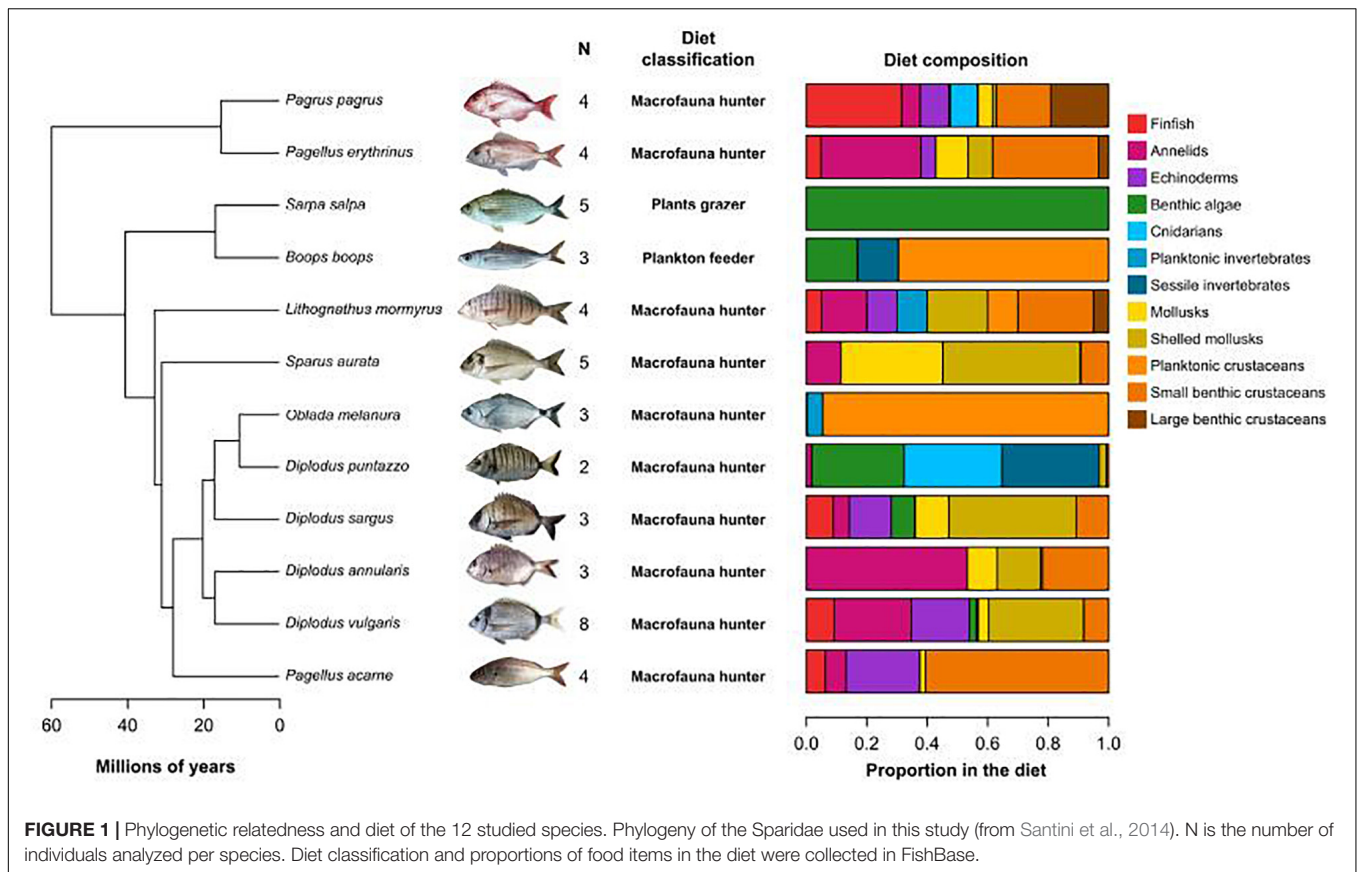 N
Diet
classification
Diet composition
Pagrus pagrus 4 Macrofauna hunter
Pagellus erythrinus 4 Macrofauna hunter
Sarpa salpa 5 Plants grazer
Boops boops 3 Plankton feeder
Lithognathus mormyrus 4 Macrofauna hunter
Sparus aurata 5 Macrofauna hunter
Oblada melanura 3 Macrofauna hunter
Diplodus puntazzo 2 Macrofauna hunter
Diplodus sargus 3 Macrofauna hunter
Diplodus annularis 3 Macrofauna hunter
Diplodus vulgaris 8 Macrofauna hunter
Pagellus acarne 4 Macrofauna hunter
Finfish
Annelids
Echinoderms
Benthic algae
Cnidarians
Planktonic invertebrates
Sessile invertebrates
Mollusks
Shelled mollusks
Planktonic crustaceans
Small benthic crustaceans
Large benthic crustaceans
60 40 20 0
Millions of years
0.0 0.2 0.4 0.6 0.8 1.0
Proportion in the diet
FIGURE 1 | Phylogenetic relatedness and diet of the 12 studied species. Phylogeny of the Sparidae used in this study (from Santini et al., 2014). N is the number of
individuals analyzed per species. Diet classification and proportions of food items in the diet were collected in FishBase.